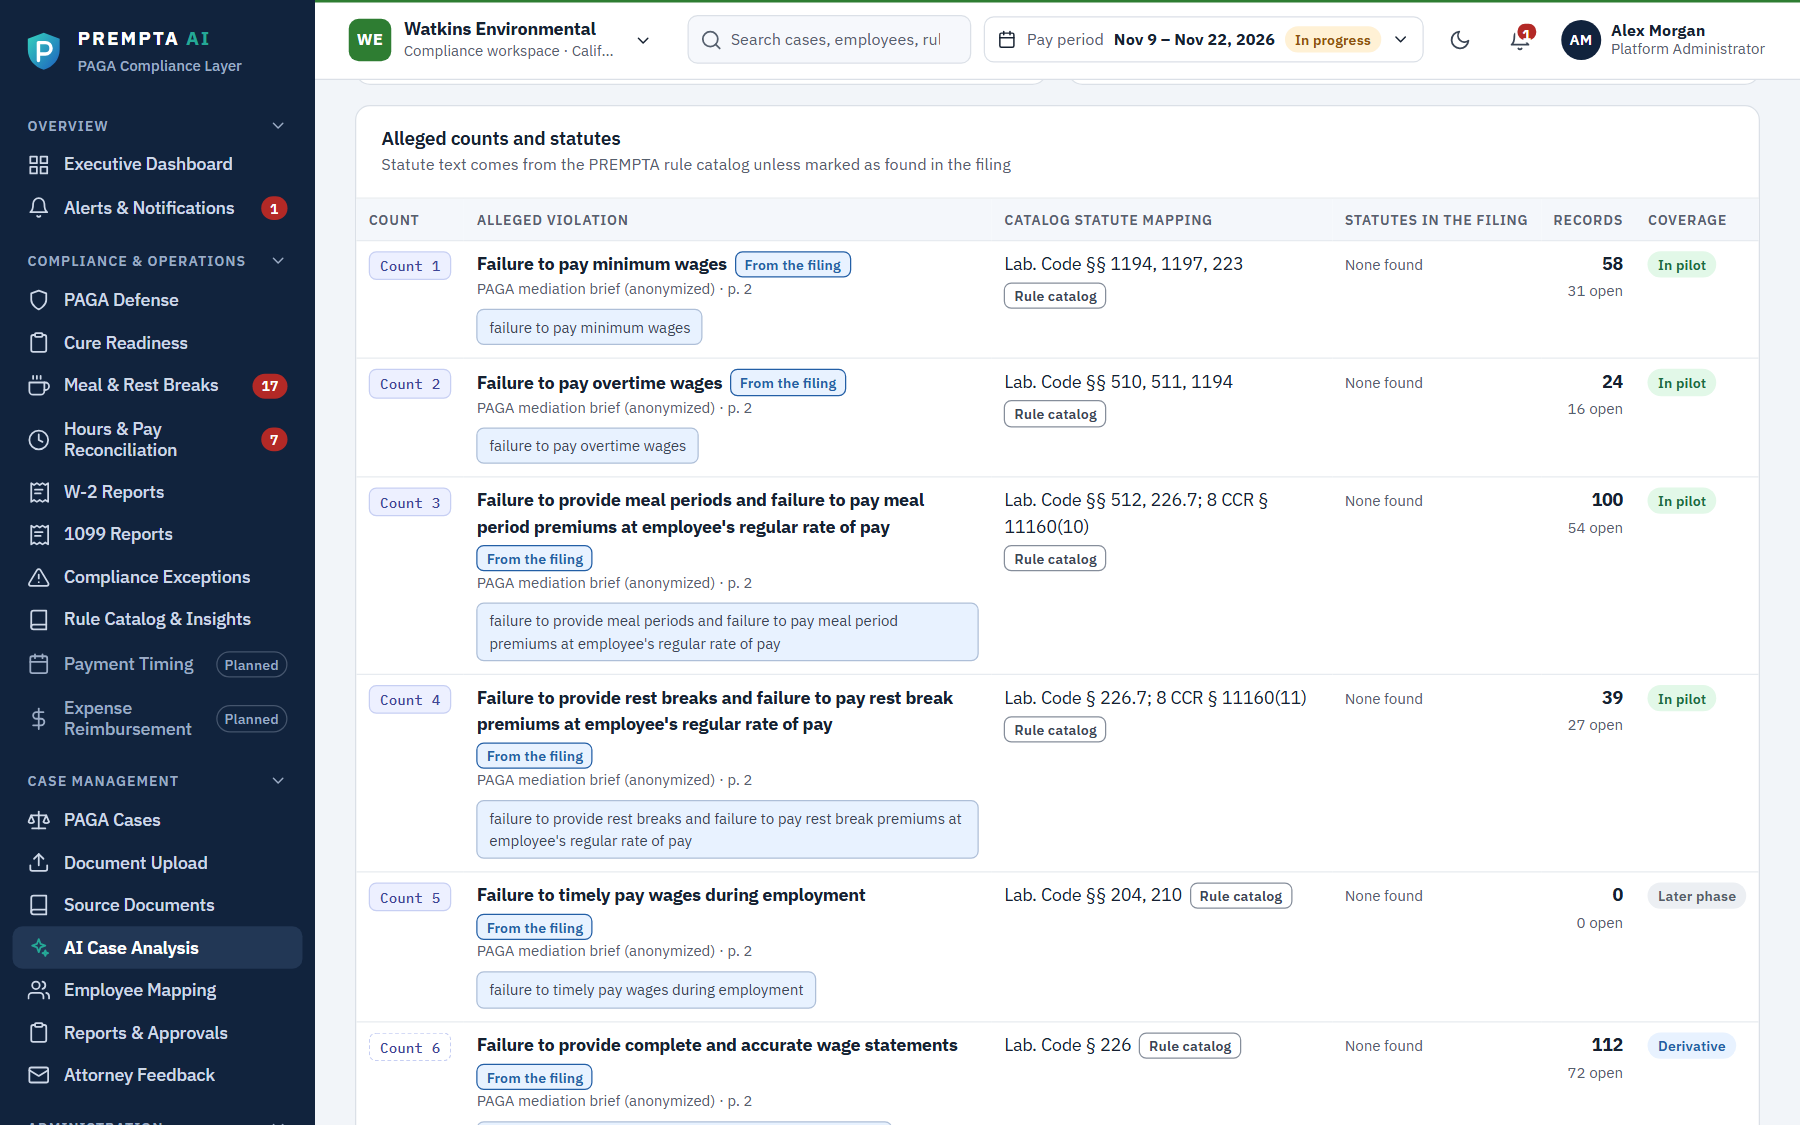 PREMPTA AI
PAGA Compliance Layer
OVERVIEW
Executive Dashboard
Alerts & Notifications 1
COMPLIANCE & OPERATIONS
PAGA Defense
Cure Readiness
Meal & Rest Breaks 17
Hours & Pay
Reconciliation 7
W-2 Reports
1099 Reports
Compliance Exceptions
Rule Catalog & Insights
Payment Timing Planned
Expense
Reimbursement Planned
CASE MANAGEMENT
PAGA Cases
Document Upload
Source Documents
AI Case Analysis
Employee Mapping
Reports & Approvals
Attorney Feedback
WE
Watkins Environmental
Compliance workspace · Calif...
Search cases, employees, rul
Pay period Nov 9 – Nov 22, 2026 In progress
1
AM
Alex Morgan
Platform Administrator
Alleged counts and statutes
Statute text comes from the PREMPTA rule catalog unless marked as found in the filing
COUNT ALLEGED VIOLATION CATALOG STATUTE MAPPING STATUTES IN THE FILING RECORDS COVERAGE
Count 1
Failure to pay minimum wages From the filing
PAGA mediation brief (anonymized) · p. 2
failure to pay minimum wages
Lab. Code §§ 1194, 1197, 223
Rule catalog
None found
58
31 open
In pilot
Count 2
Failure to pay overtime wages From the filing
PAGA mediation brief (anonymized) · p. 2
failure to pay overtime wages
Lab. Code §§ 510, 511, 1194
Rule catalog
None found
24
16 open
In pilot
Count 3
Failure to provide meal periods and failure to pay meal
period premiums at employee's regular rate of pay
From the filing
PAGA mediation brief (anonymized) · p. 2
failure to provide meal periods and failure to pay meal period
premiums at employee's regular rate of pay
Lab. Code §§ 512, 226.7; 8 CCR §
11160(10)
Rule catalog
None found
100
54 open
In pilot
Count 4
Failure to provide rest breaks and failure to pay rest break
premiums at employee's regular rate of pay
From the filing
PAGA mediation brief (anonymized) · p. 2
failure to provide rest breaks and failure to pay rest break premiums at
employee's regular rate of pay
Lab. Code § 226.7; 8 CCR § 11160(11)
Rule catalog
None found
39
27 open
In pilot
Count 5
Failure to timely pay wages during employment
From the filing
PAGA mediation brief (anonymized) · p. 2
failure to timely pay wages during employment
Lab. Code §§ 204, 210 Rule catalog
None found
0
0 open
Later phase
Count 6
Failure to provide complete and accurate wage statements
From the filing
PAGA mediation brief (anonymized) · p. 2
Lab. Code § 226 Rule catalog
None found
112
72 open
Derivative